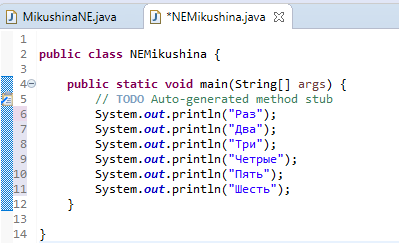 MikushinaNE.java
*NEMikushina.java
1
2 public class NEMikushina {
3
4 public static void main(String[] args) {
5 // TODO Auto-generated method stub
6 System.out.println("Раз");
7 System.out.println("Два");
8 System.out.println("Три");
9 System.out.println("Четрые");
10 System.out.println("Пять");
11 System.out.println("Шесть");
12 }
13
14 }